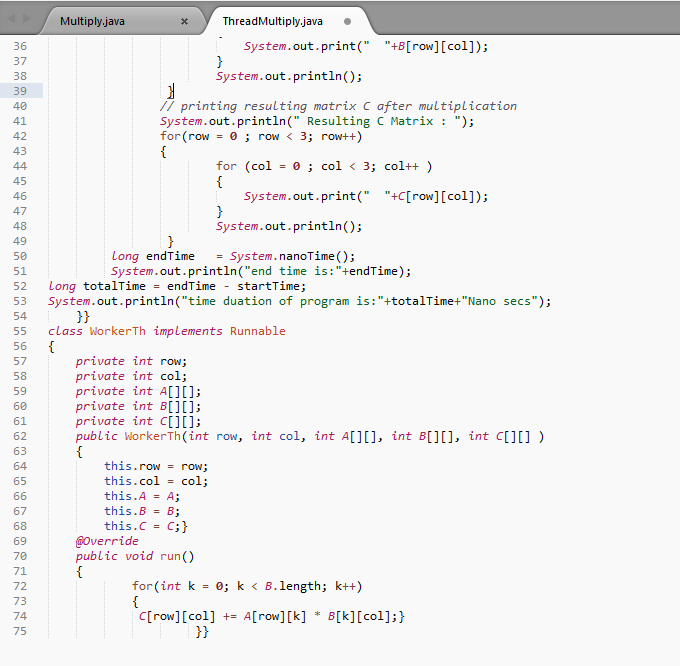 Multiply.java × ThreadMultiply.java
36 System.out.print("  "+B[row][col]);
37 }
38 System.out.println();
39 }
40 // printing resulting matrix C after multiplication
41 System.out.println(" Resulting C Matrix : ");
42 for(row = 0 ; row < 3; row++)
43 {
44 for (col = 0 ; col < 3; col++ )
45 {
46 System.out.print("  "+C[row][col]);
47 }
48 System.out.println();
49 }
50 long endTime   = System.nanoTime();
51 System.out.println("end time is:"+endTime);
52 long totalTime = endTime - startTime;
53 System.out.println("time duation of program is:"+totalTime+"Nano secs");
54 }}
55 class WorkerTh implements Runnable
56 {
57 private int row;
58 private int col;
59 private int A[][];
60 private int B[][];
61 private int C[][];
62 public WorkerTh(int row, int col, int A[][], int B[][], int C[][] )
63 {
64 this.row = row;
65 this.col = col;
66 this.A = A;
67 this.B = B;
68 this.C = C;}
69 @Override
70 public void run()
71 {
72 for(int k = 0; k < B.length; k++)
73 {
74 C[row][col] += A[row][k] * B[k][col];}
75 }}